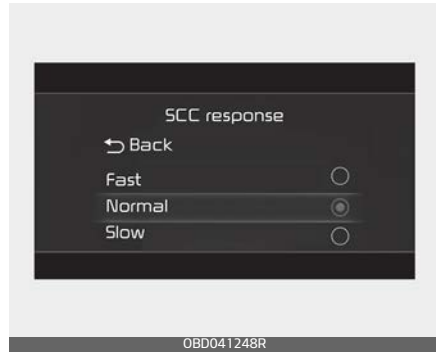 SCC response
Back
Fast
Normal
Slow
OBD041248R